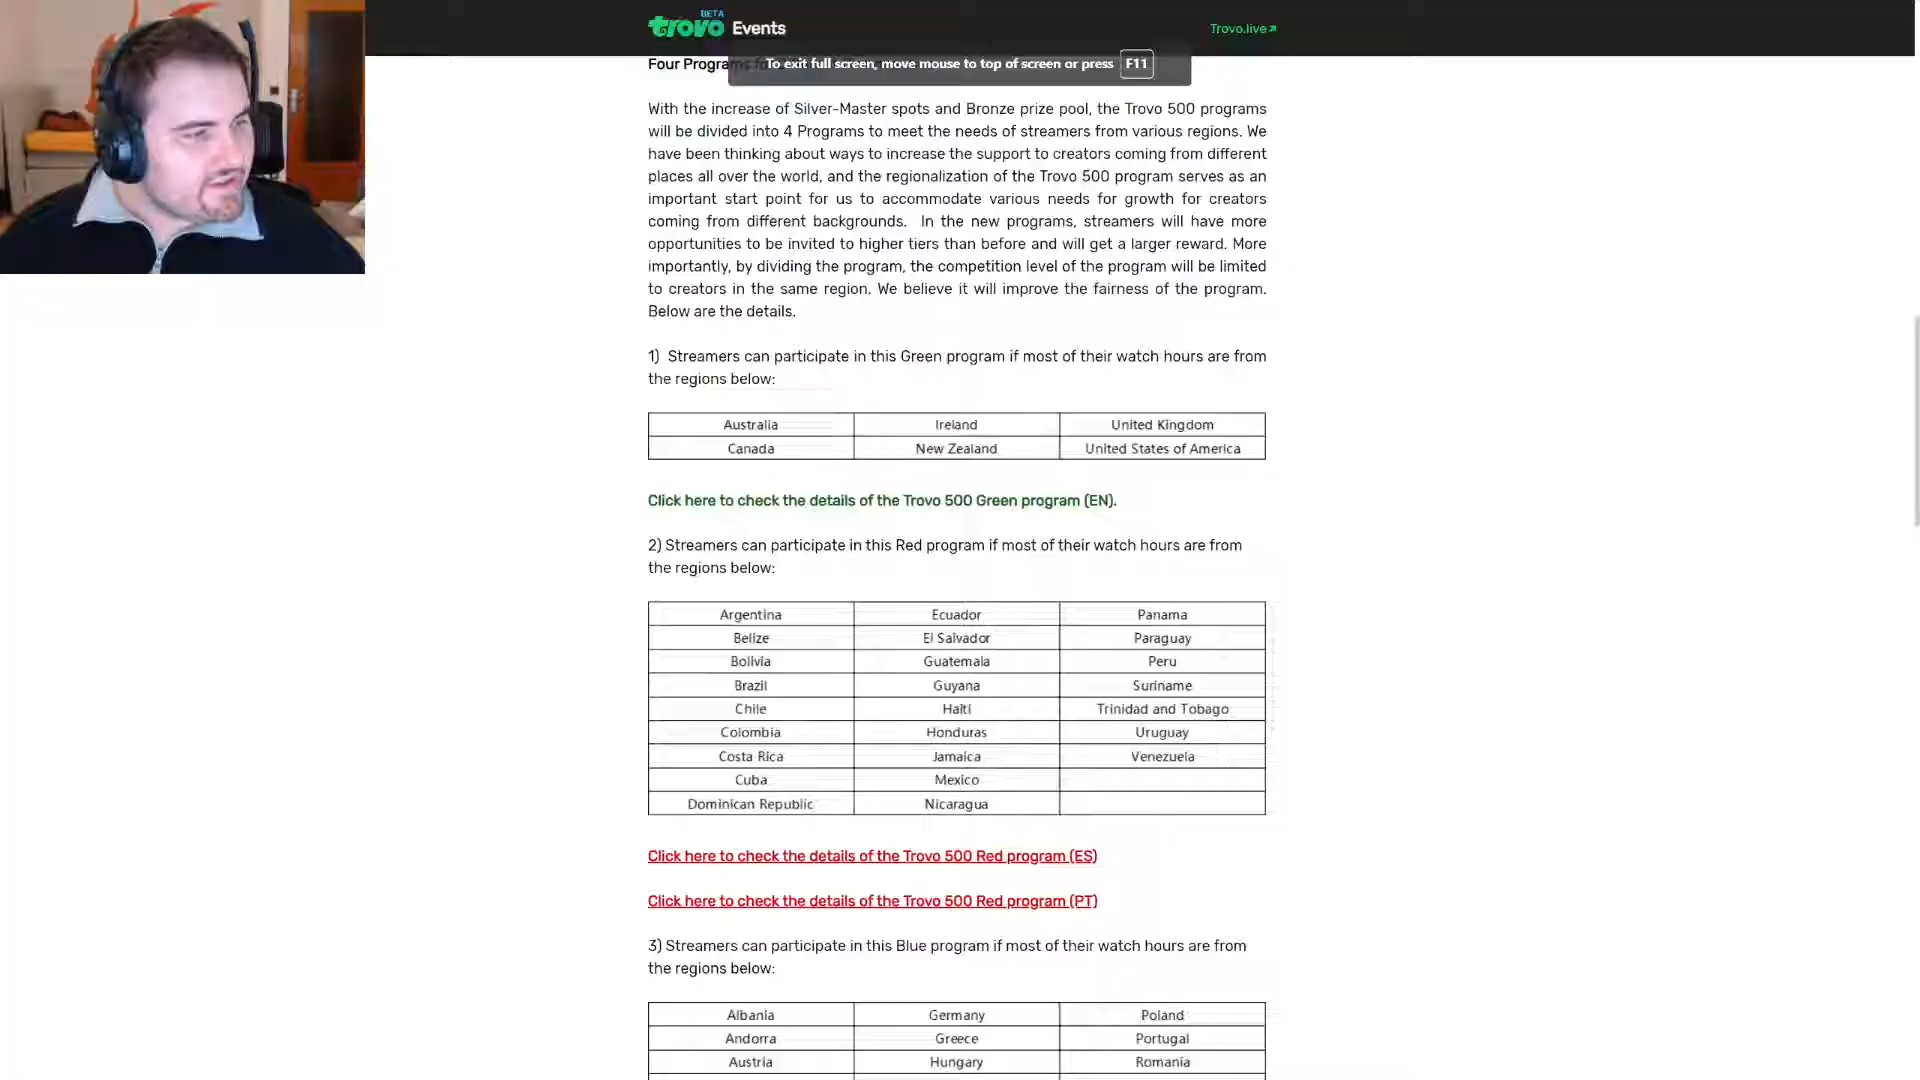 BETA
trovo Events
Trovo.live
Four Programs
To exit full screen, move mouse to top of screen or press F11
With the increase of Silver-Master spots and Bronze prize pool, the Trovo 500 programs
will be divided into 4 Programs to meet the needs of streamers from various regions. We
have been thinking about ways to increase the support to creators coming from different
places all over the world, and the regionalization of the Trovo 500 program serves as an
important start point for us to accommodate various needs for growth for creators
coming from different backgrounds. In the new programs, streamers will have more
opportunities to be invited to higher tiers than before and will get a larger reward. More
importantly, by dividing the program, the competition level of the program will be limited
to creators in the same region. We believe it will improve the fairness of the program.
Below are the details.
1) Streamers can participate in this Green program if most of their watch hours are from
the regions below:
Australia Ireland United Kingdom
Canada New Zealand United States of America
Click here to check the details of the Trovo 500 Green program (EN).
2) Streamers can participate in this Red program if most of their watch hours are from
the regions below:
Argentina Ecuador Panama
Belize El Salvador Paraguay
Bolivia Guatemala Peru
Brazil Guyana Suriname
Chile Haiti Trinidad and Tobago
Colombia Honduras Uruguay
Costa Rica Jamaica Venezuela
Cuba Mexico
Dominican Republic Nicaragua
Click here to check the details of the Trovo 500 Red program (ES)
Click here to check the details of the Trovo 500 Red program (PT)
3) Streamers can participate in this Blue program if most of their watch hours are from
the regions below:
Albania Germany Poland
Andorra Greece Portugal
Austria Hungary Romania